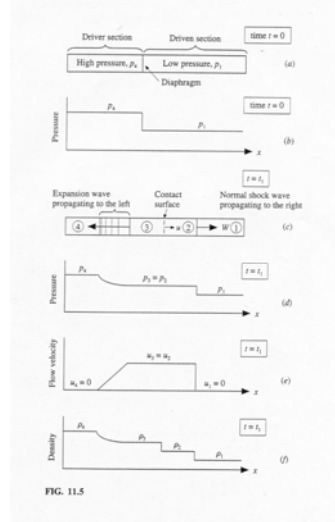 Driver section
Driven section
time t = 0
High pressure, p₄
Low pressure, p₁
(a)
Diaphragm
time t = 0
p₄
p₁
Pressure
x
(b)
t = t₁
Expansion wave
propagating to the left
Contact
surface
Normal shock wave
propagating to the right
④
③
u
②
W
①
(c)
t = t₁
p₄
p₃ = p₂
p₁
Pressure
x
(d)
t = t₁
u₃ = u₂
u₄ = 0
u₁ = 0
Flow velocity
x
(e)
t = t₁
ρ₄
ρ₃
ρ₂
ρ₁
Density
x
(f)
FIG. 11.5